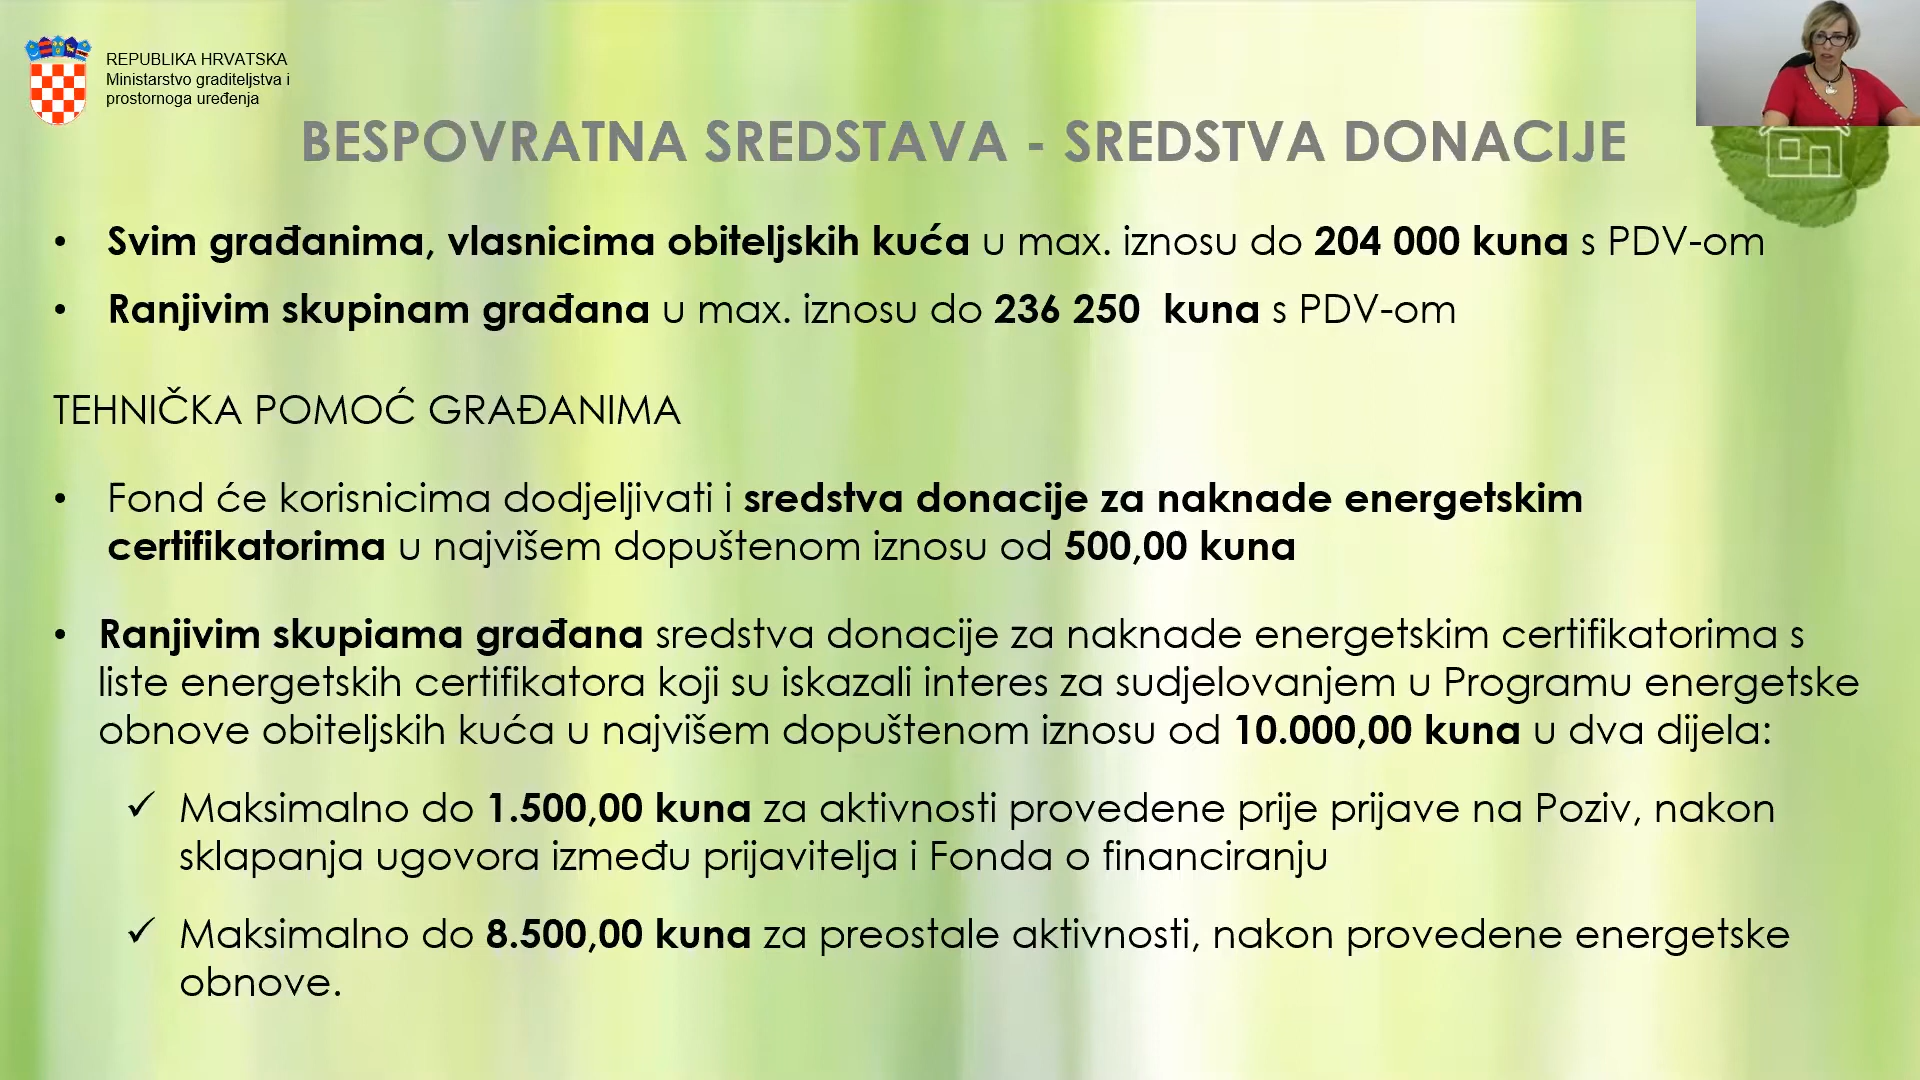 REPUBLIKA HRVATSKA
Ministarstvo graditeljstva i
prostornoga uređenja
BESPOVRATNA SREDSTAVA - SREDSTVA DONACIJE
• Svim građanima, vlasnicima obiteljskih kuća u max. iznosu do 204 000 kuna s PDV-om
• Ranjivim skupinam građana u max. iznosu do 236 250 kuna s PDV-om
TEHNIČKA POMOĆ GRAĐANIMA
• Fond će korisnicima dodjeljivati i sredstva donacije za naknade energetskim
certifikatorima u najvišem dopuštenom iznosu od 500,00 kuna
• Ranjivim skupiama građana sredstva donacije za naknade energetskim certifikatorima s
liste energetskih certifikatora koji su iskazali interes za sudjelovanjem u Programu energetske
obnove obiteljskih kuća u najvišem dopuštenom iznosu od 10.000,00 kuna u dva dijela:
✓ Maksimalno do 1.500,00 kuna za aktivnosti provedene prije prijave na Poziv, nakon
sklapanja ugovora između prijavitelja i Fonda o financiranju
✓ Maksimalno do 8.500,00 kuna za preostale aktivnosti, nakon provedene energetske
obnove.